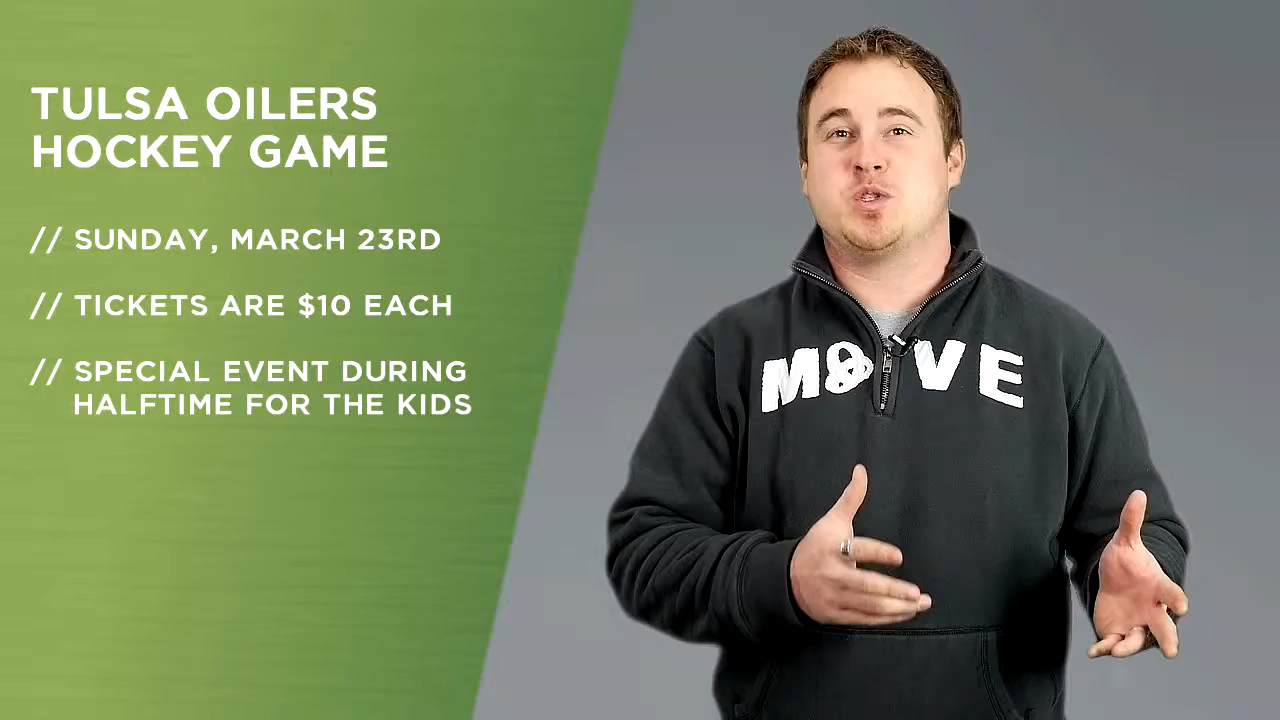 TULSA OILERS
HOCKEY GAME
// SUNDAY, MARCH 23RD
// TICKETS ARE $10 EACH
// SPECIAL EVENT DURING
HALFTIME FOR THE KIDS
MOVE